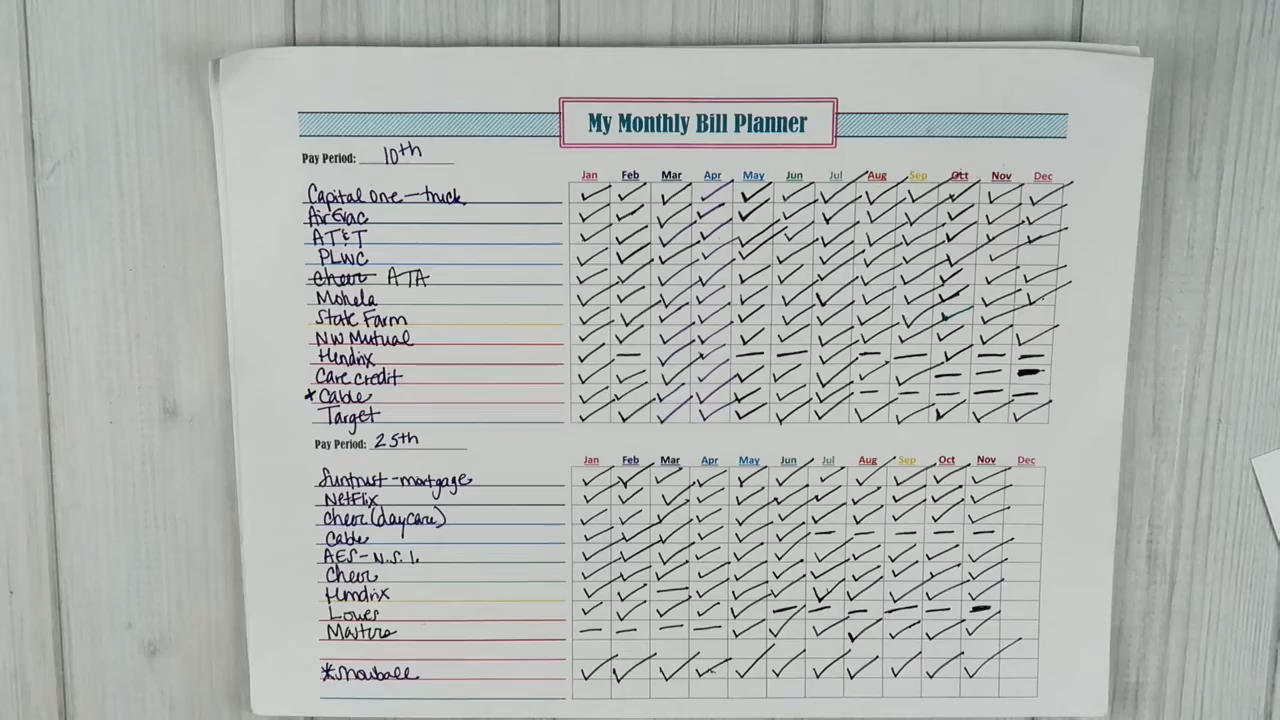 My Monthly Bill Planner
Pay Period: 10th
Jan Feb Mar Apr May Jun Jul Aug Sep Oct Nov Dec
Capital One - truck
AirEvac
AT&T
PLWC
Cheer ATA
Mohela
State Farm
NW Mutual
Hendrix
Care credit
*Cable
Target
Pay Period: 25th
Jan Feb Mar Apr May Jun Jul Aug Sep Oct Nov Dec
Suntrust - mortgage
Netflix
Cheer (daycare)
Cable
AES - N.S.L.
Cheer
Hendrix
Lowes
*Snowball